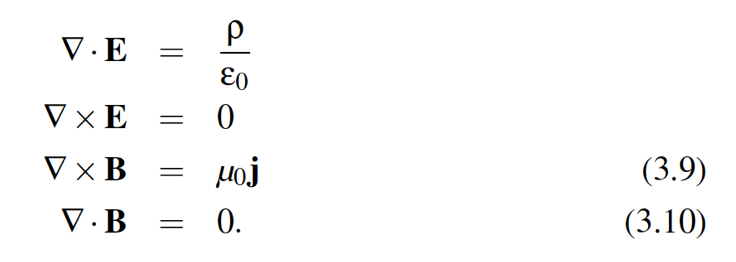 ∇ · E = ρ/ε₀
∇ × E = 0
∇ × B = μ₀j (3.9)
∇ · B = 0. (3.10)